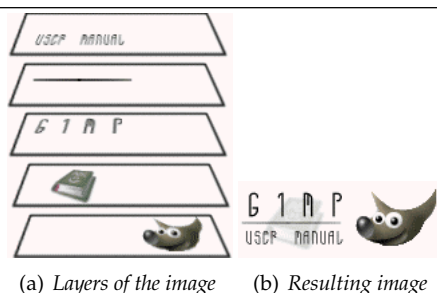 USER MANUAL
G I M P
G I M P
USER MANUAL
(a) Layers of the image
(b) Resulting image